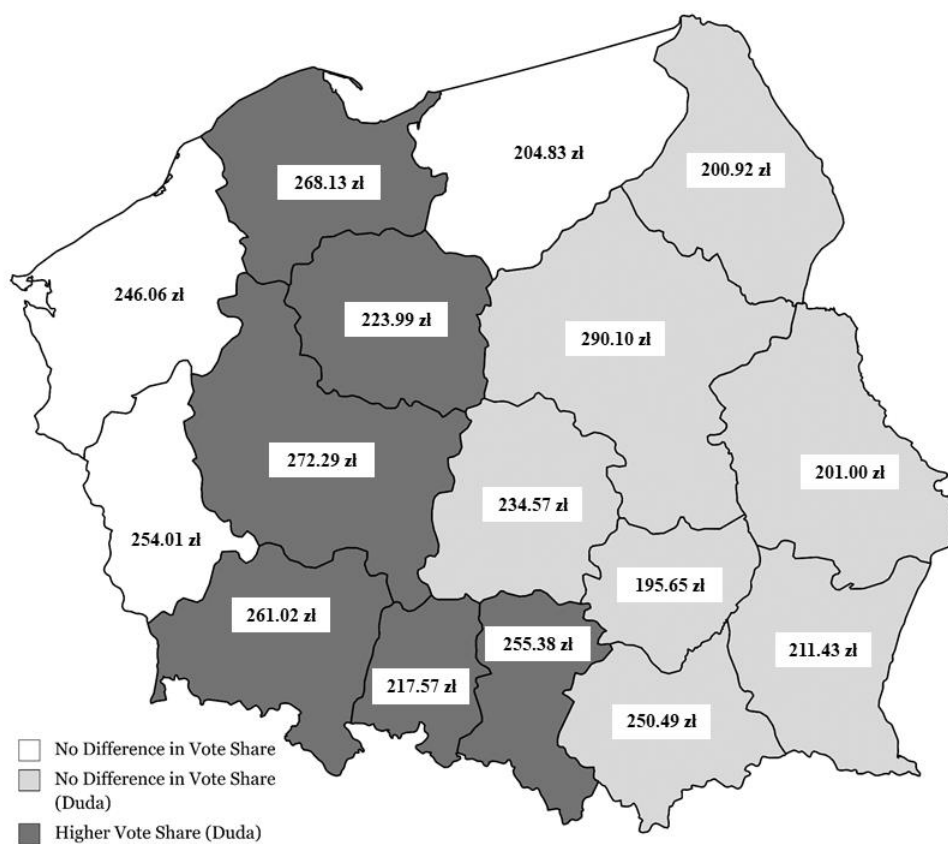 204.83 zł
200.92 zł
268.13 zł
246.06 zł
223.99 zł
290.10 zł
272.29 zł
201.00 zł
234.57 zł
254.01 zł
195.65 zł
261.02 zł
255.38 zł
211.43 zł
217.57 zł
250.49 zł
No Difference in Vote Share
No Difference in Vote Share
(Duda)
Higher Vote Share (Duda)